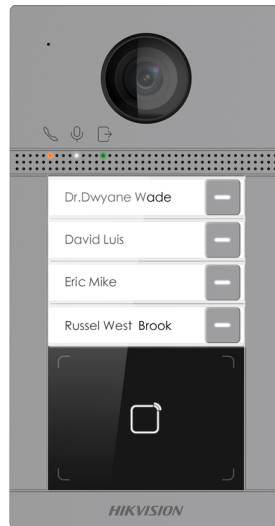 Dr.Dwyane Wade
David Luis
Eric Mike
Russel West Brook
HIKVISION